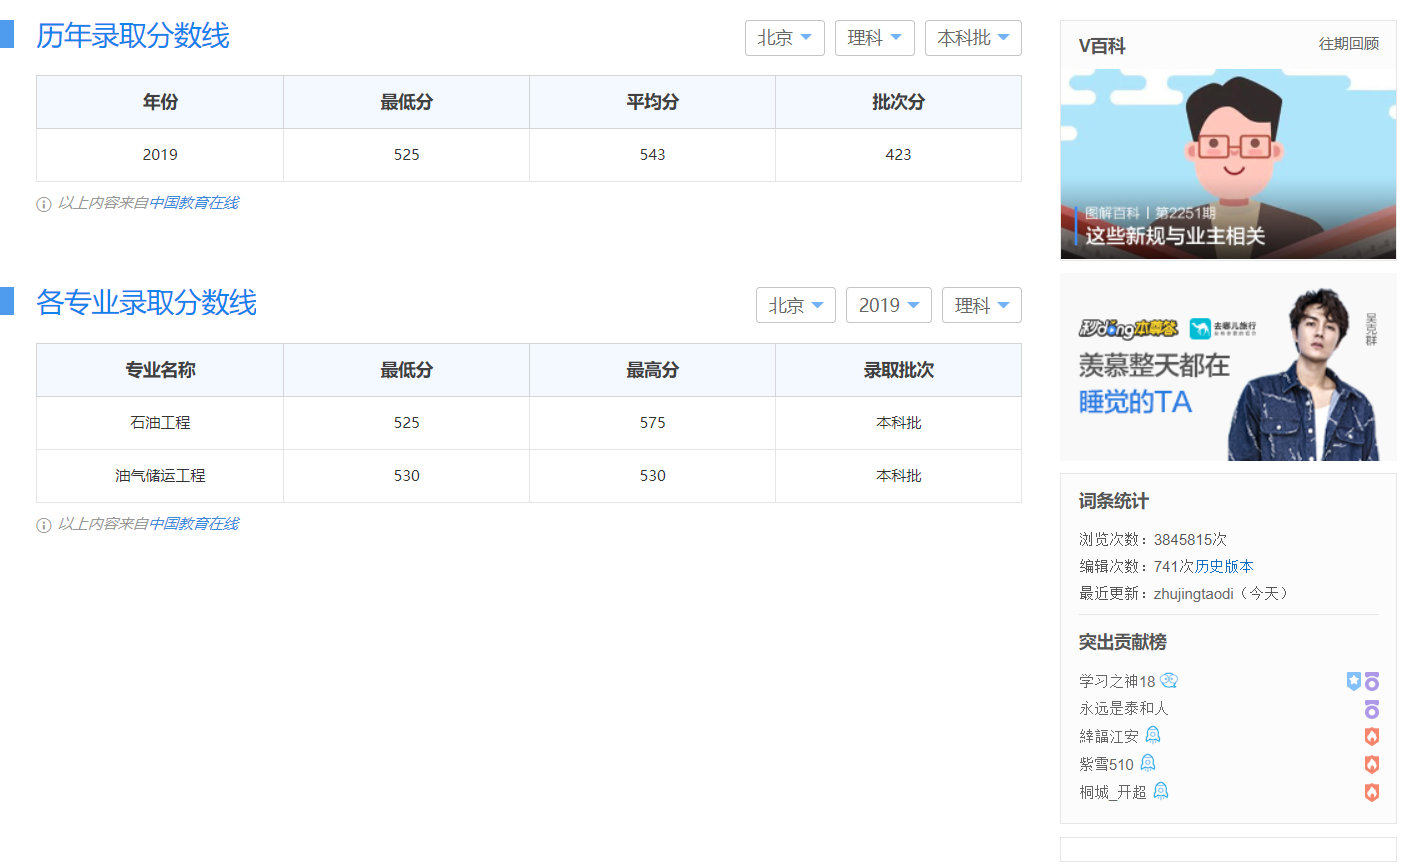 历年录取分数线
北京 理科 本科批
年份 最低分 平均分 批次分
2019 525 543 423
以上内容来自中国教育在线
各专业录取分数线
北京 2019 理科
专业名称 最低分 最高分 录取批次
石油工程 525 575 本科批
油气储运工程 530 530 本科批
以上内容来自中国教育在线
V百科 往期回顾
图解百科 | 第2251期
这些新规与业主相关
秒dǒng本尊答 去哪儿旅行
吴克群
羡慕整天都在
睡觉的TA
词条统计
浏览次数：3845815次
编辑次数：741次历史版本
最近更新：zhujingtaodi（今天）
突出贡献榜
学习之神18
永远是泰和人
緈諨江安
紫雪510
桐城_开超